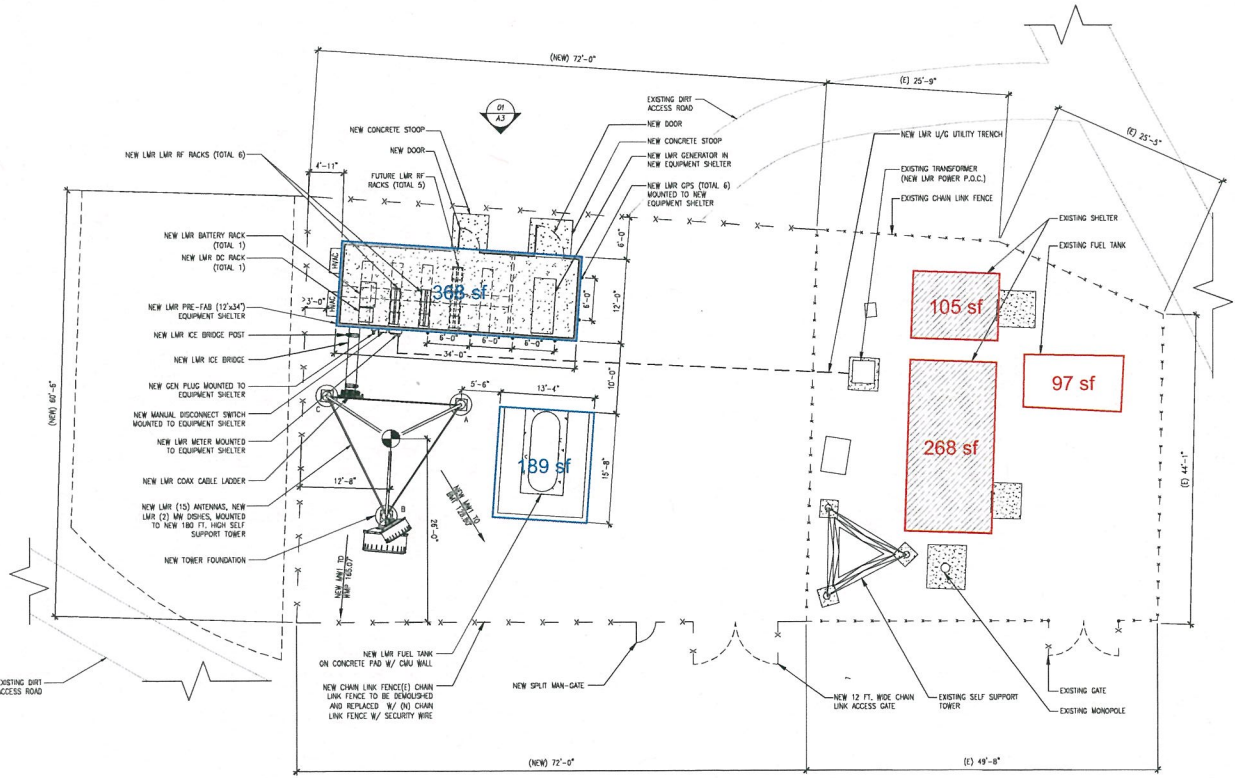 (NEW) 72'-0"
(E) 25'-9"
(E) 25'-5"
01
A3
EXISTING DIRT
ACCESS ROAD
NEW DOOR
NEW CONCRETE STOOP
NEW LMR GENERATOR IN
NEW EQUIPMENT SHELTER
NEW LMR GPS (TOTAL 6)
MOUNTED TO NEW
EQUIPMENT SHELTER
NEW CONCRETE STOOP
NEW DOOR
FUTURE LMR RF
RACKS (TOTAL 5)
NEW LMR LMR RF RACKS (TOTAL 6)
4'-11"
NEW LMR U/G UTILITY TRENCH
EXISTING TRANSFORMER
(NEW LMR POWER P.O.C.)
EXISTING CHAIN LINK FENCE
EXISTING SHELTER
EXISTING FUEL TANK
NEW LMR BATTERY RACK
(TOTAL 1)
NEW LMR DC RACK
(TOTAL 1)
NEW LMR PRE-FAB (12'x34')
EQUIPMENT SHELTER
NEW LMR ICE BRIDGE POST
NEW LMR ICE BRIDGE
NEW GEN PLUG MOUNTED TO
EQUIPMENT SHELTER
NEW MANUAL DISCONNECT SWITCH
MOUNTED TO EQUIPMENT SHELTER
NEW LMR METER MOUNTED
TO EQUIPMENT SHELTER
NEW LMR COAX CABLE LADDER
NEW LMR (15) ANTENNAS, NEW
LMR (2) MW DISHES, MOUNTED
TO NEW 180 FT. HIGH SELF
SUPPORT TOWER
NEW TOWER FOUNDATION
HVAC
HVAC
3'-0"
368 sf
6'-0"
6'-0"
12'-0"
6'-0"
6'-0"
6'-0"
34'-0"
10'-0"
105 sf
97 sf
268 sf
189 sf
5'-6"
13'-4"
15'-8"
C
A
B
12'-8"
26'-0"
NEW MW1 TO
NEW MW1 TO
WMP 165.07
(NEW) 60'-6"
(E) 44'-1"
EXISTING DIRT
ACCESS ROAD
NEW LMR FUEL TANK
ON CONCRETE PAD W/ CMU WALL
NEW CHAIN LINK FENCE(E) CHAIN
LINK FENCE TO BE DEMOLISHED
AND REPLACED W/ (N) CHAIN
LINK FENCE W/ SECURITY WIRE
NEW SPLIT MAN-GATE
NEW 12 FT. WIDE CHAIN
LINK ACCESS GATE
EXISTING SELF SUPPORT
TOWER
EXISTING GATE
EXISTING MONOPOLE
(NEW) 72'-0"
(E) 49'-8"